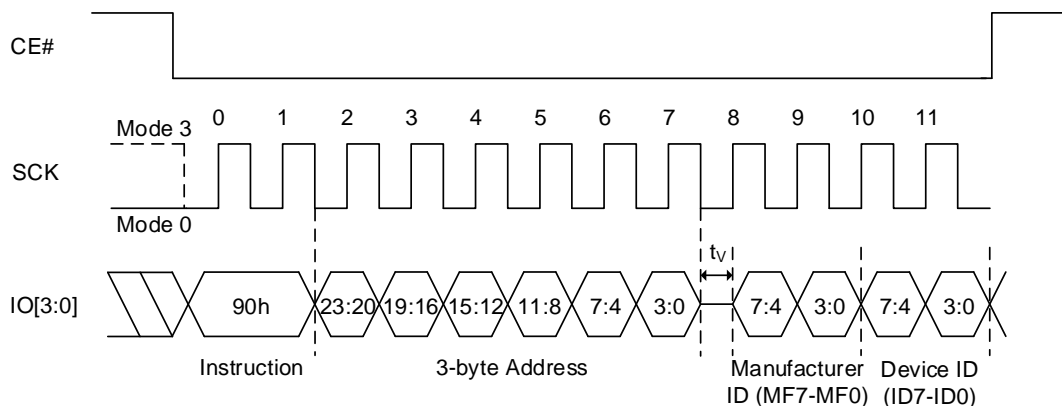 CE#
0 1 2 3 4 5 6 7 8 9 10 11
Mode 3
SCK
Mode 0
tV
IO[3:0]
90h 23:20 19:16 15:12 11:8 7:4 3:0 7:4 3:0 7:4 3:0
Instruction 3-byte Address Manufacturer Device ID
ID (MF7-MF0) (ID7-ID0)